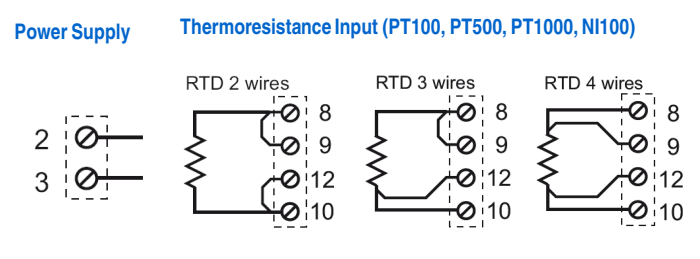 Power Supply
Thermoresistance Input (PT100, PT500, PT1000, NI100)
RTD 2 wires
RTD 3 wires
RTD 4 wires
2
3
8
9
12
10
8
9
12
10
8
9
12
10